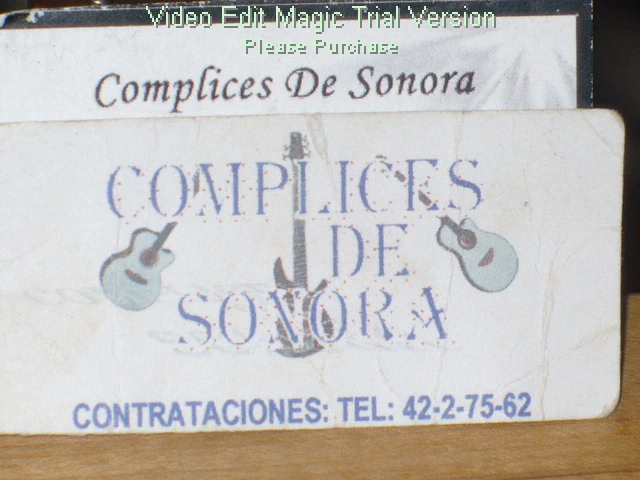 Video Edit Magic Trial Version
Please Purchase
Complices De Sonora
COMPLICES
DE
SONORA
CONTRATACIONES: TEL: 42-2-75-62